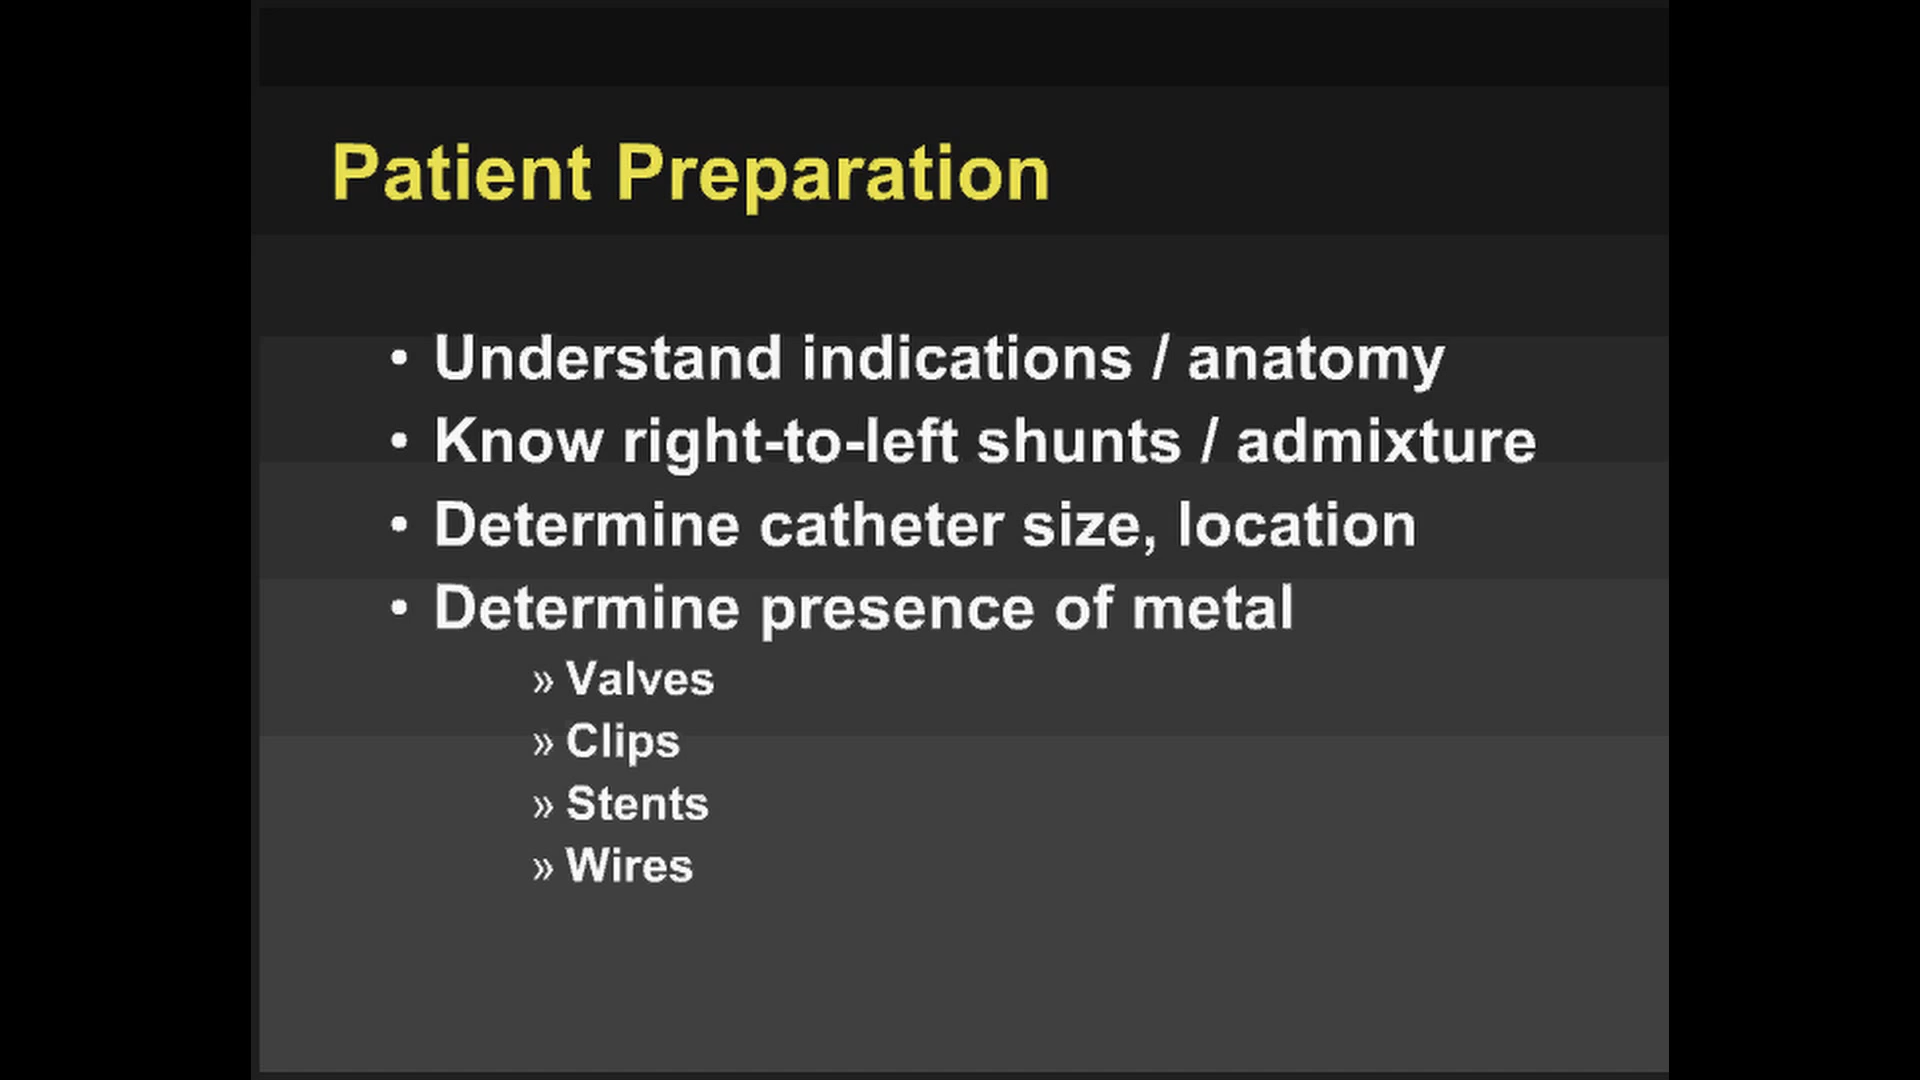 Patient Preparation
• Understand indications / anatomy
• Know right-to-left shunts / admixture
• Determine catheter size, location
• Determine presence of metal
» Valves
» Clips
» Stents
» Wires